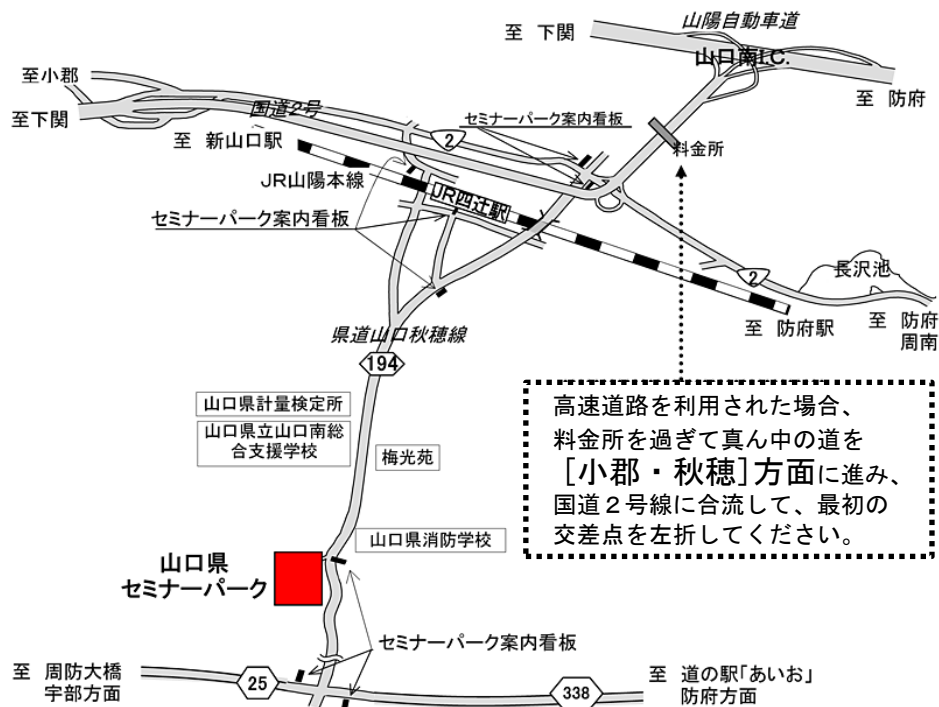 山陽自動車道
至 下関
山口南I.C.
至 防府
至小郡
至下関
国道2号
2
セミナーパーク案内看板
料金所
至 新山口駅
JR山陽本線
JR四辻駅
セミナーパーク案内看板
2
長沢池
至 防府駅
至 防府
周南
県道山口秋穂線
194
山口県計量検定所
山口県立山口南総
合支援学校
梅光苑
高速道路を利用された場合、
料金所を過ぎて真ん中の道を
[小郡・秋穂]方面に進み、
国道２号線に合流して、最初の
交差点を左折してください。
山口県消防学校
山口県
セミナーパーク
セミナーパーク案内看板
至 周防大橋
宇部方面
25
338
至 道の駅「あいお」
防府方面